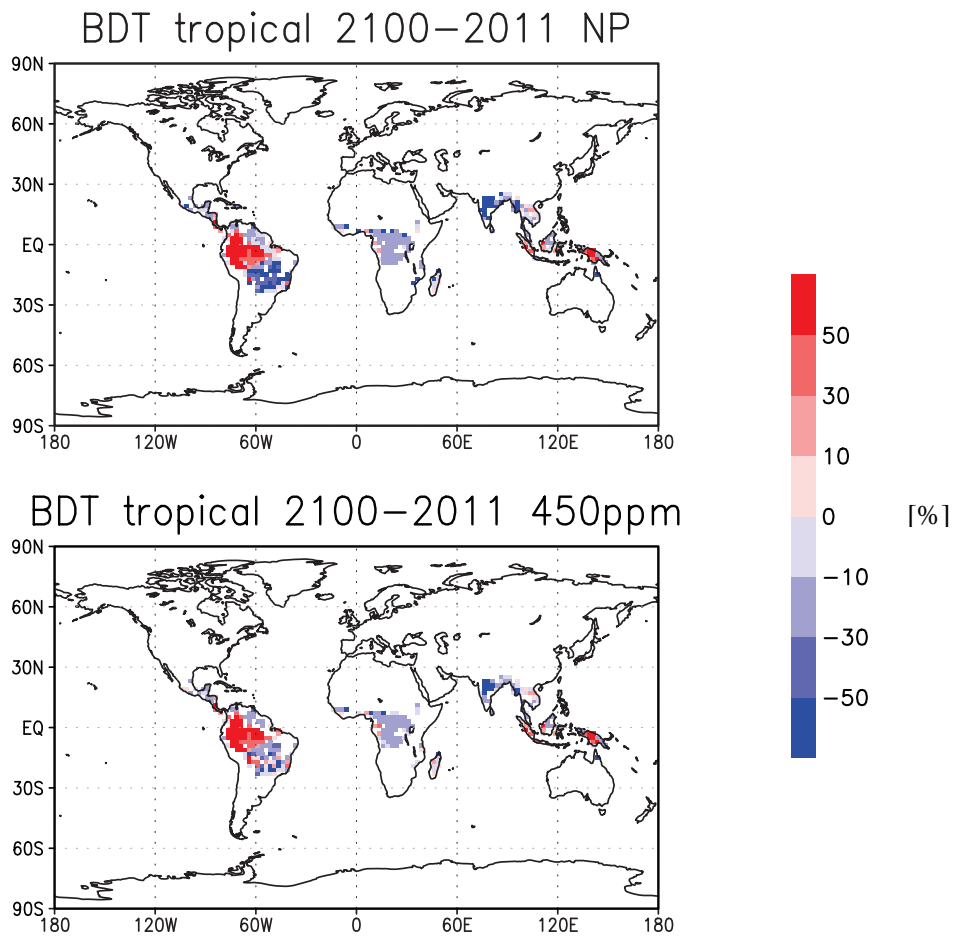 BDT tropical 2100-2011 NP
90N
60N
30N
EQ
30S
60S
90S
180 120W 60W 0 60E 120E 180
BDT tropical 2100-2011 450ppm
90N
60N
30N
EQ
30S
60S
90S
180 120W 60W 0 60E 120E 180
50
30
10
0
-10
-30
-50
[%]